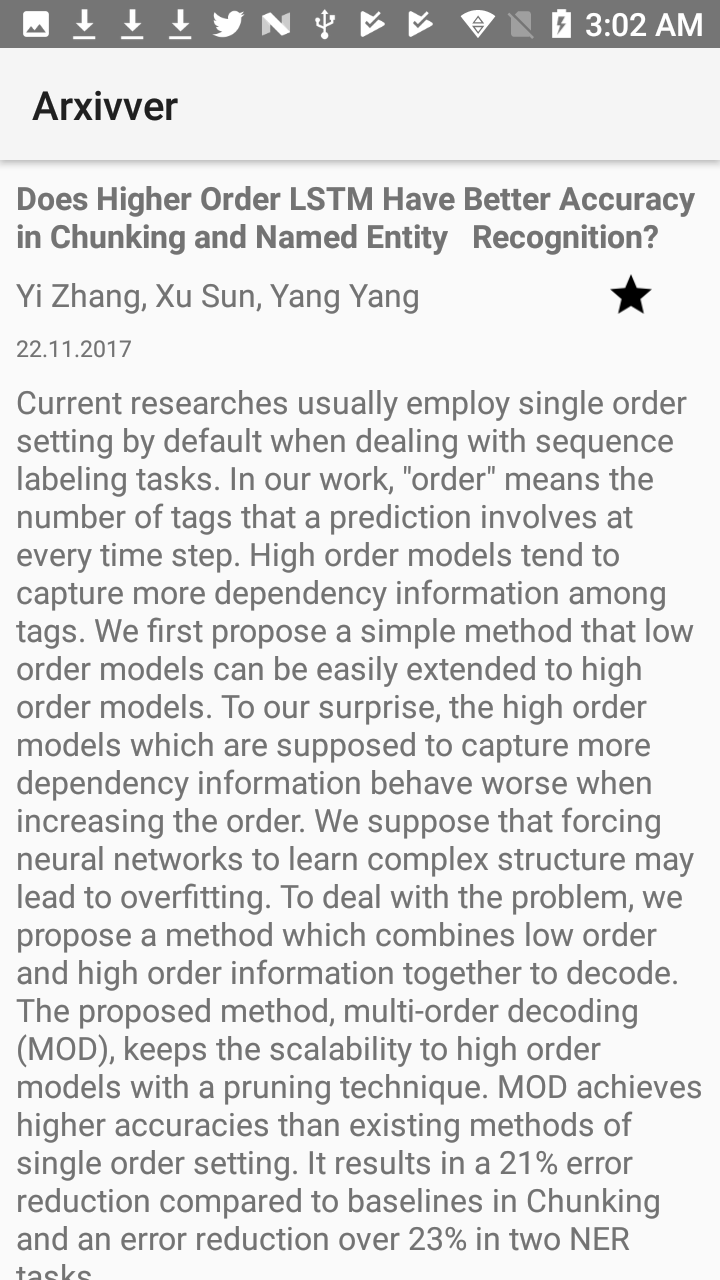 3:02 AM
Arxivver
Does Higher Order LSTM Have Better Accuracy
in Chunking and Named Entity   Recognition?
Yi Zhang, Xu Sun, Yang Yang
22.11.2017
Current researches usually employ single order
setting by default when dealing with sequence
labeling tasks. In our work, "order" means the
number of tags that a prediction involves at
every time step. High order models tend to
capture more dependency information among
tags. We first propose a simple method that low
order models can be easily extended to high
order models. To our surprise, the high order
models which are supposed to capture more
dependency information behave worse when
increasing the order. We suppose that forcing
neural networks to learn complex structure may
lead to overfitting. To deal with the problem, we
propose a method which combines low order
and high order information together to decode.
The proposed method, multi-order decoding
(MOD), keeps the scalability to high order
models with a pruning technique. MOD achieves
higher accuracies than existing methods of
single order setting. It results in a 21% error
reduction compared to baselines in Chunking
and an error reduction over 23% in two NER
tasks